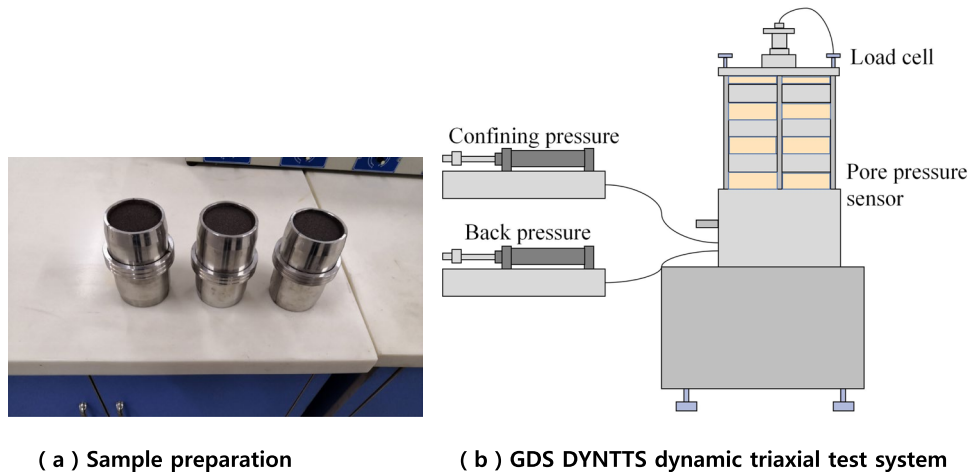 Load cell
Confining pressure
Pore pressure
sensor
Back pressure
( a ) Sample preparation
( b ) GDS DYNTTS dynamic triaxial test system